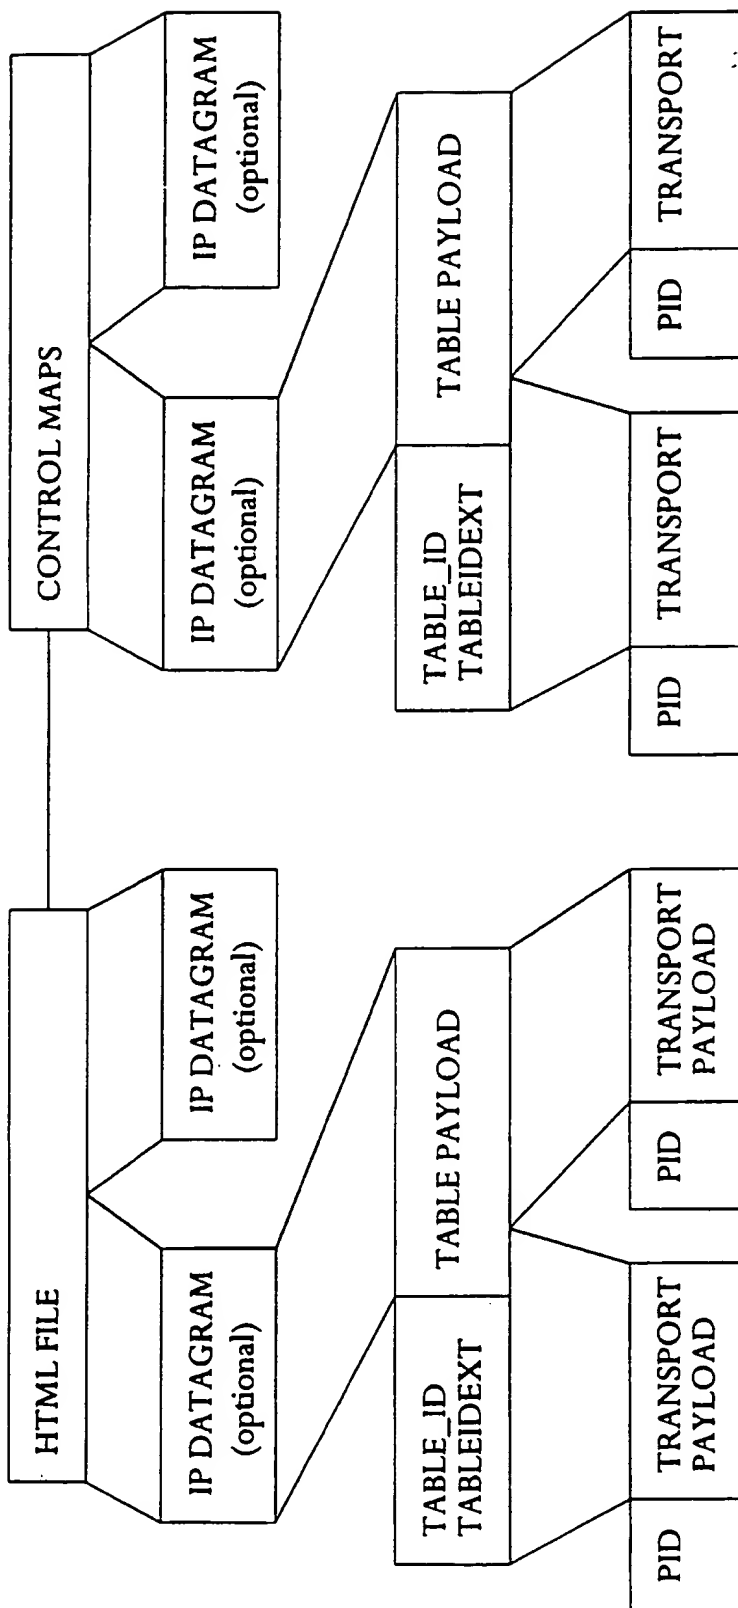 HTML FILE
CONTROL MAPS
IP DATAGRAM
(optional)
IP DATAGRAM
(optional)
IP DATAGRAM
(optional)
IP DATAGRAM
(optional)
TABLE_ID
TABLEIDEXT
TABLE PAYLOAD
TABLE_ID
TABLEIDEXT
TABLE PAYLOAD
PID
TRANSPORT
PAYLOAD
PID
TRANSPORT
PAYLOAD
PID
TRANSPORT
PID
TRANSPORT